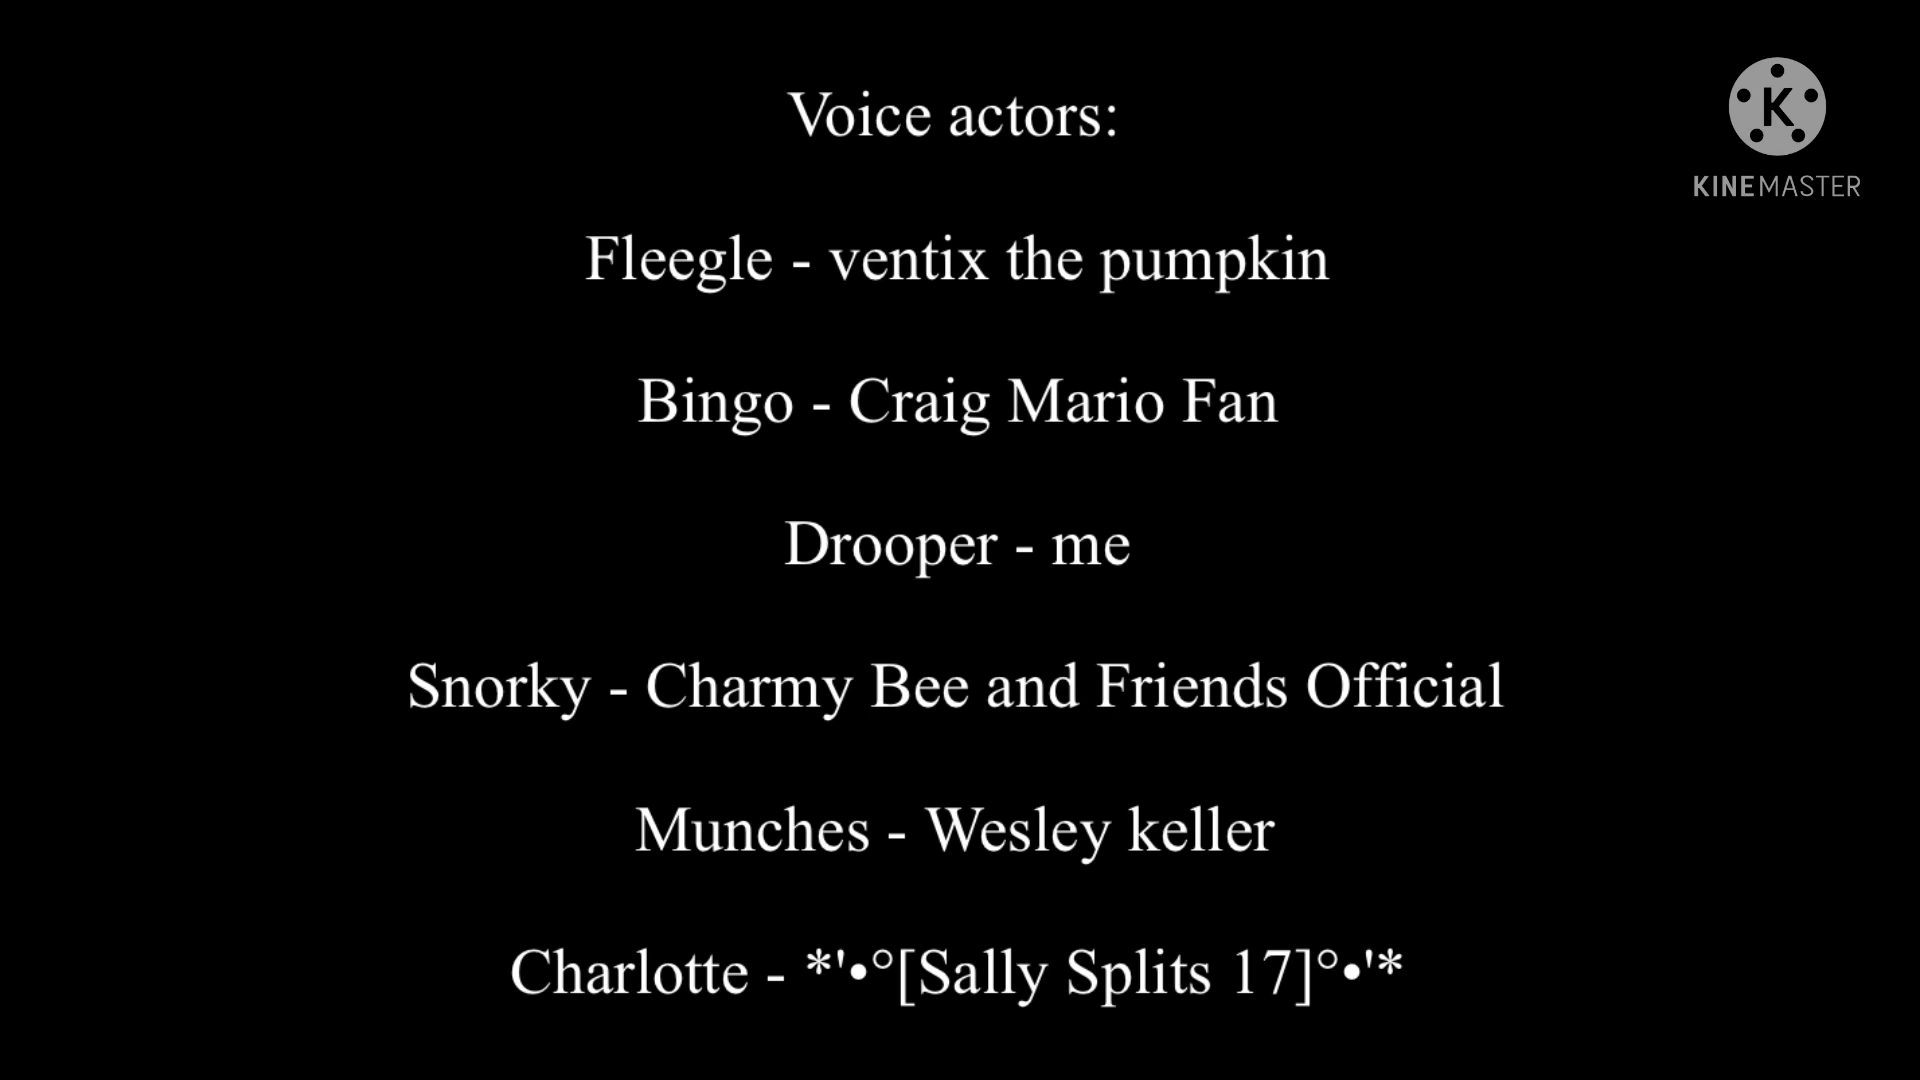 Voice actors:
K
KINEMASTER
Fleegle - ventix the pumpkin
Bingo - Craig Mario Fan
Drooper - me
Snorky - Charmy Bee and Friends Official
Munches - Wesley keller
Charlotte - *'•°[Sally Splits 17]°•'*